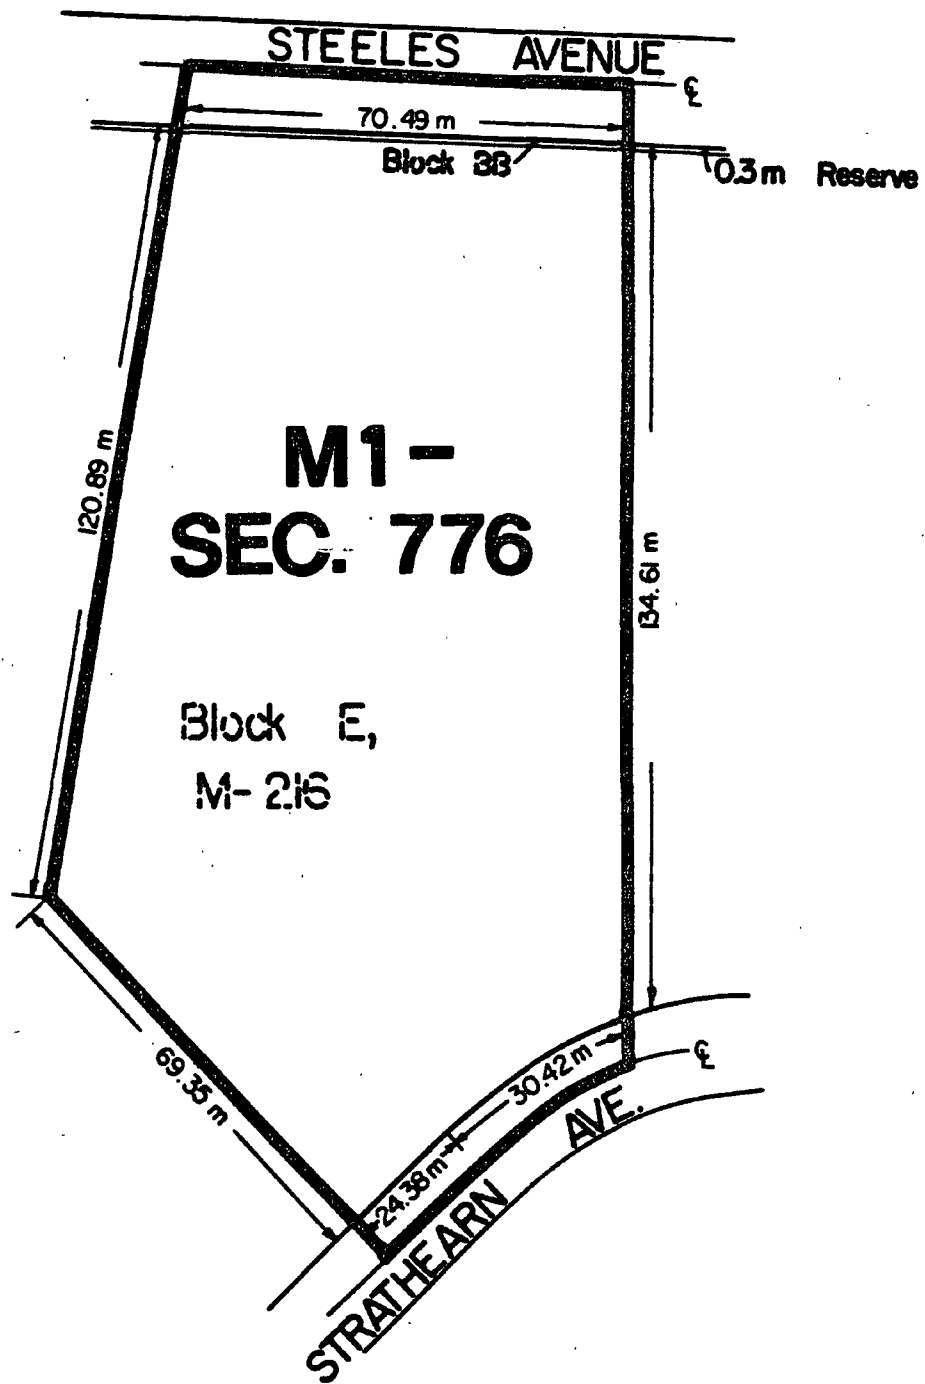 STEELES AVENUE
℄
70.49 m
Block BB
0.3 m Reserve
120.89 m
M1-
SEC. 776
134.61 m
Block E,
M-216
69.35 m
30.42 m
℄
24.38 m
STRATHEARN AVE.